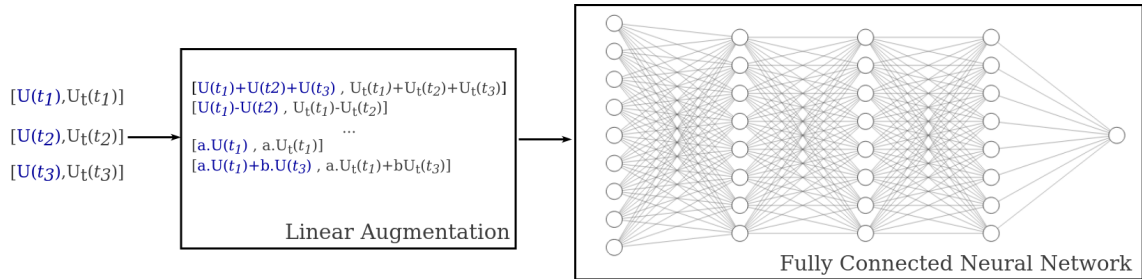 [U(t₁),Uₜ(t₁)]
[U(t₂),Uₜ(t₂)]
[U(t₃),Uₜ(t₃)]
[U(t₁)+U(t2)+U(t₃) , Uₜ(t₁)+Uₜ(t₂)+Uₜ(t₃)]
[U(t₁)-U(t2) , Uₜ(t₁)-Uₜ(t₂)]
...
[a.U(t₁) , a.Uₜ(t₁)]
[a.U(t₁)+b.U(t₃) , a.Uₜ(t₁)+bUₜ(t₃)]
Linear Augmentation
Fully Connected Neural Network